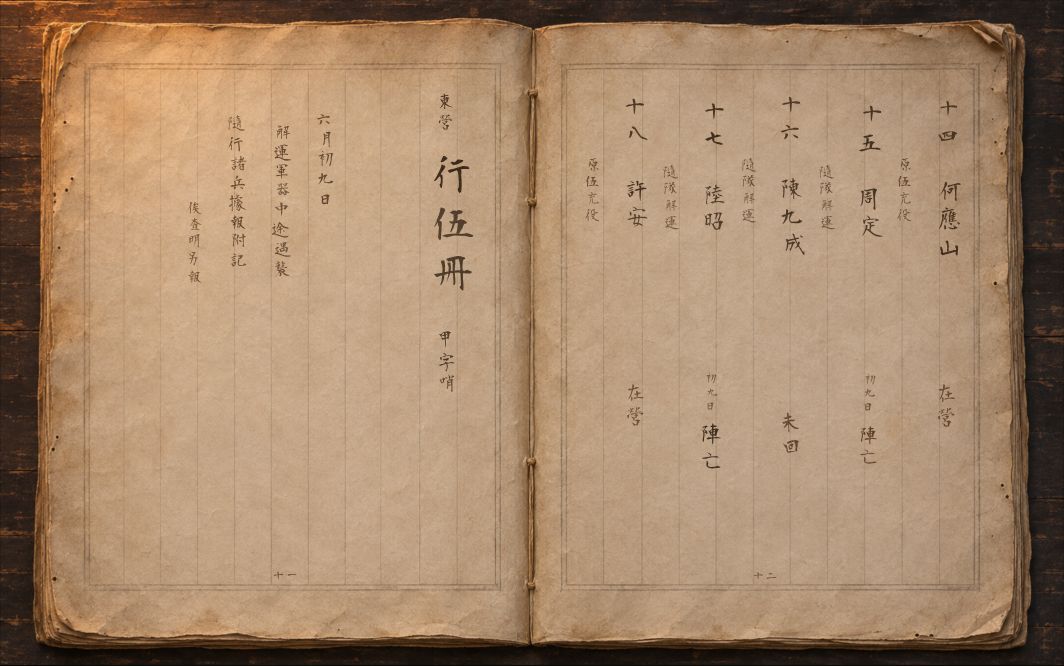 東營 行伍冊 甲字哨
六月初九日
解運軍器中途遇襲
隨行諸兵據報附記
俟查明另報
十一
十四 何應山 在營
原伍充役
十五 周定 初九日 陣亡
隨隊解運
十六 陳九成 未回
隨隊解運
十七 陸昭 初九日 陣亡
隨隊解運
十八 許安 在營
原伍充役
十二